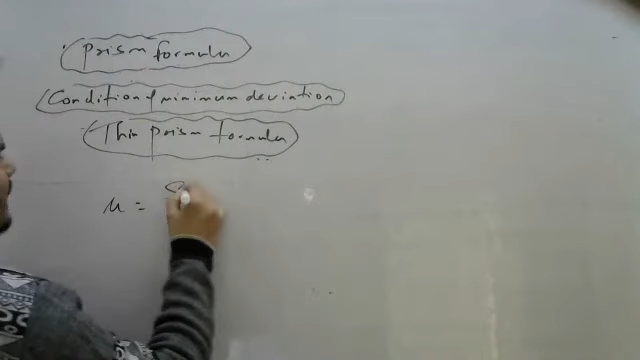 Prism formula
Condition of minimum deviation
Thin prism formula
μ =